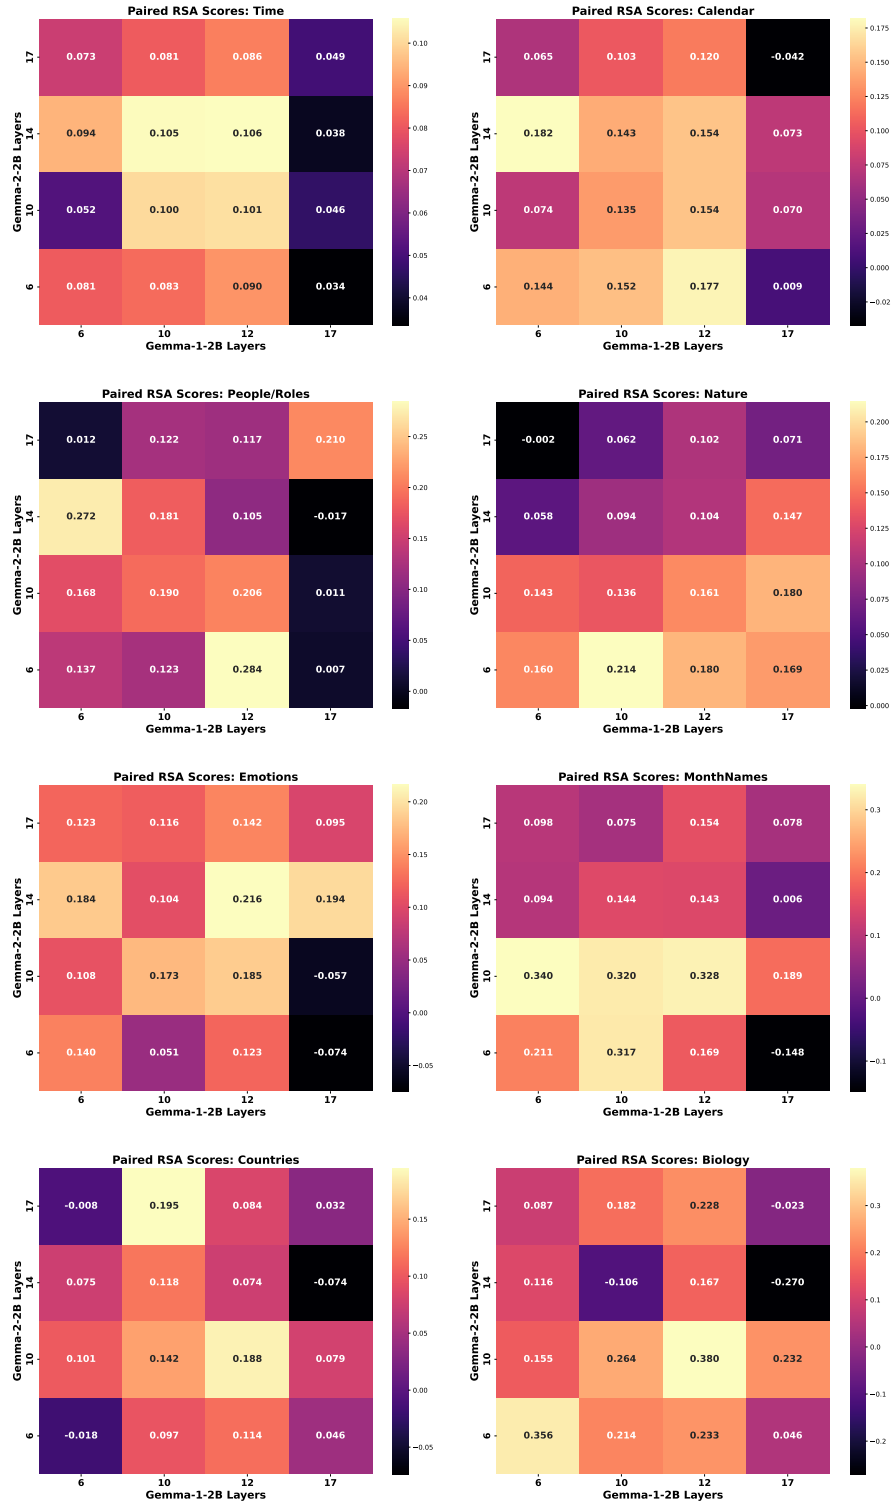 Paired RSA Scores: Time
Gemma-2-2B Layers
17 0.073 0.081 0.086 0.049
14 0.094 0.105 0.106 0.038
10 0.052 0.100 0.101 0.046
6 0.081 0.083 0.090 0.034
6 10 12 17
Gemma-1-2B Layers
0.10
0.09
0.08
0.07
0.06
0.05
0.04
Paired RSA Scores: Calendar
Gemma-2-2B Layers
17 0.065 0.103 0.120 -0.042
14 0.182 0.143 0.154 0.073
10 0.074 0.135 0.154 0.070
6 0.144 0.152 0.177 0.009
6 10 12 17
Gemma-1-2B Layers
0.175
0.150
0.125
0.100
0.075
0.050
0.025
0.000
−0.02
Paired RSA Scores: People/Roles
Gemma-2-2B Layers
17 0.012 0.122 0.117 0.210
14 0.272 0.181 0.105 -0.017
10 0.168 0.190 0.206 0.011
6 0.137 0.123 0.284 0.007
6 10 12 17
Gemma-1-2B Layers
0.25
0.20
0.15
0.10
0.05
0.00
Paired RSA Scores: Nature
Gemma-2-2B Layers
17 -0.002 0.062 0.102 0.071
14 0.058 0.094 0.104 0.147
10 0.143 0.136 0.161 0.180
6 0.160 0.214 0.180 0.169
6 10 12 17
Gemma-1-2B Layers
0.200
0.175
0.150
0.125
0.100
0.075
0.050
0.025
0.000
Paired RSA Scores: Emotions
Gemma-2-2B Layers
17 0.123 0.116 0.142 0.095
14 0.184 0.104 0.216 0.194
10 0.108 0.173 0.185 -0.057
6 0.140 0.051 0.123 -0.074
6 10 12 17
Gemma-1-2B Layers
0.20
0.15
0.10
0.05
0.00
−0.05
Paired RSA Scores: MonthNames
Gemma-2-2B Layers
17 0.098 0.075 0.154 0.078
14 0.094 0.144 0.143 0.006
10 0.340 0.320 0.328 0.189
6 0.211 0.317 0.169 -0.148
6 10 12 17
Gemma-1-2B Layers
0.3
0.2
0.1
0.0
−0.1
Paired RSA Scores: Countries
Gemma-2-2B Layers
17 -0.008 0.195 0.084 0.032
14 0.075 0.118 0.074 -0.074
10 0.101 0.142 0.188 0.079
6 -0.018 0.097 0.114 0.046
6 10 12 17
Gemma-1-2B Layers
0.15
0.10
0.05
0.00
−0.05
Paired RSA Scores: Biology
Gemma-2-2B Layers
17 0.087 0.182 0.228 -0.023
14 0.116 -0.106 0.167 -0.270
10 0.155 0.264 0.380 0.232
6 0.356 0.214 0.233 0.046
6 10 12 17
Gemma-1-2B Layers
0.3
0.2
0.1
0.0
−0.1
−0.2